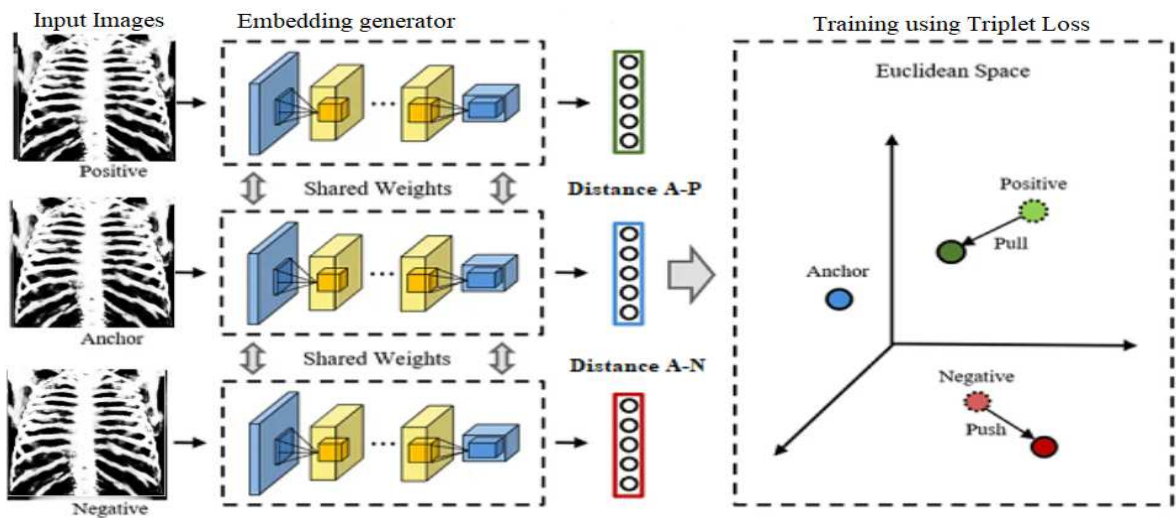 Input Images
Embedding generator
Training using Triplet Loss
Euclidean Space
Positive
Shared Weights
Distance A-P
Positive
Pull
Anchor
Anchor
Shared Weights
Distance A-N
Negative
Push
Negative